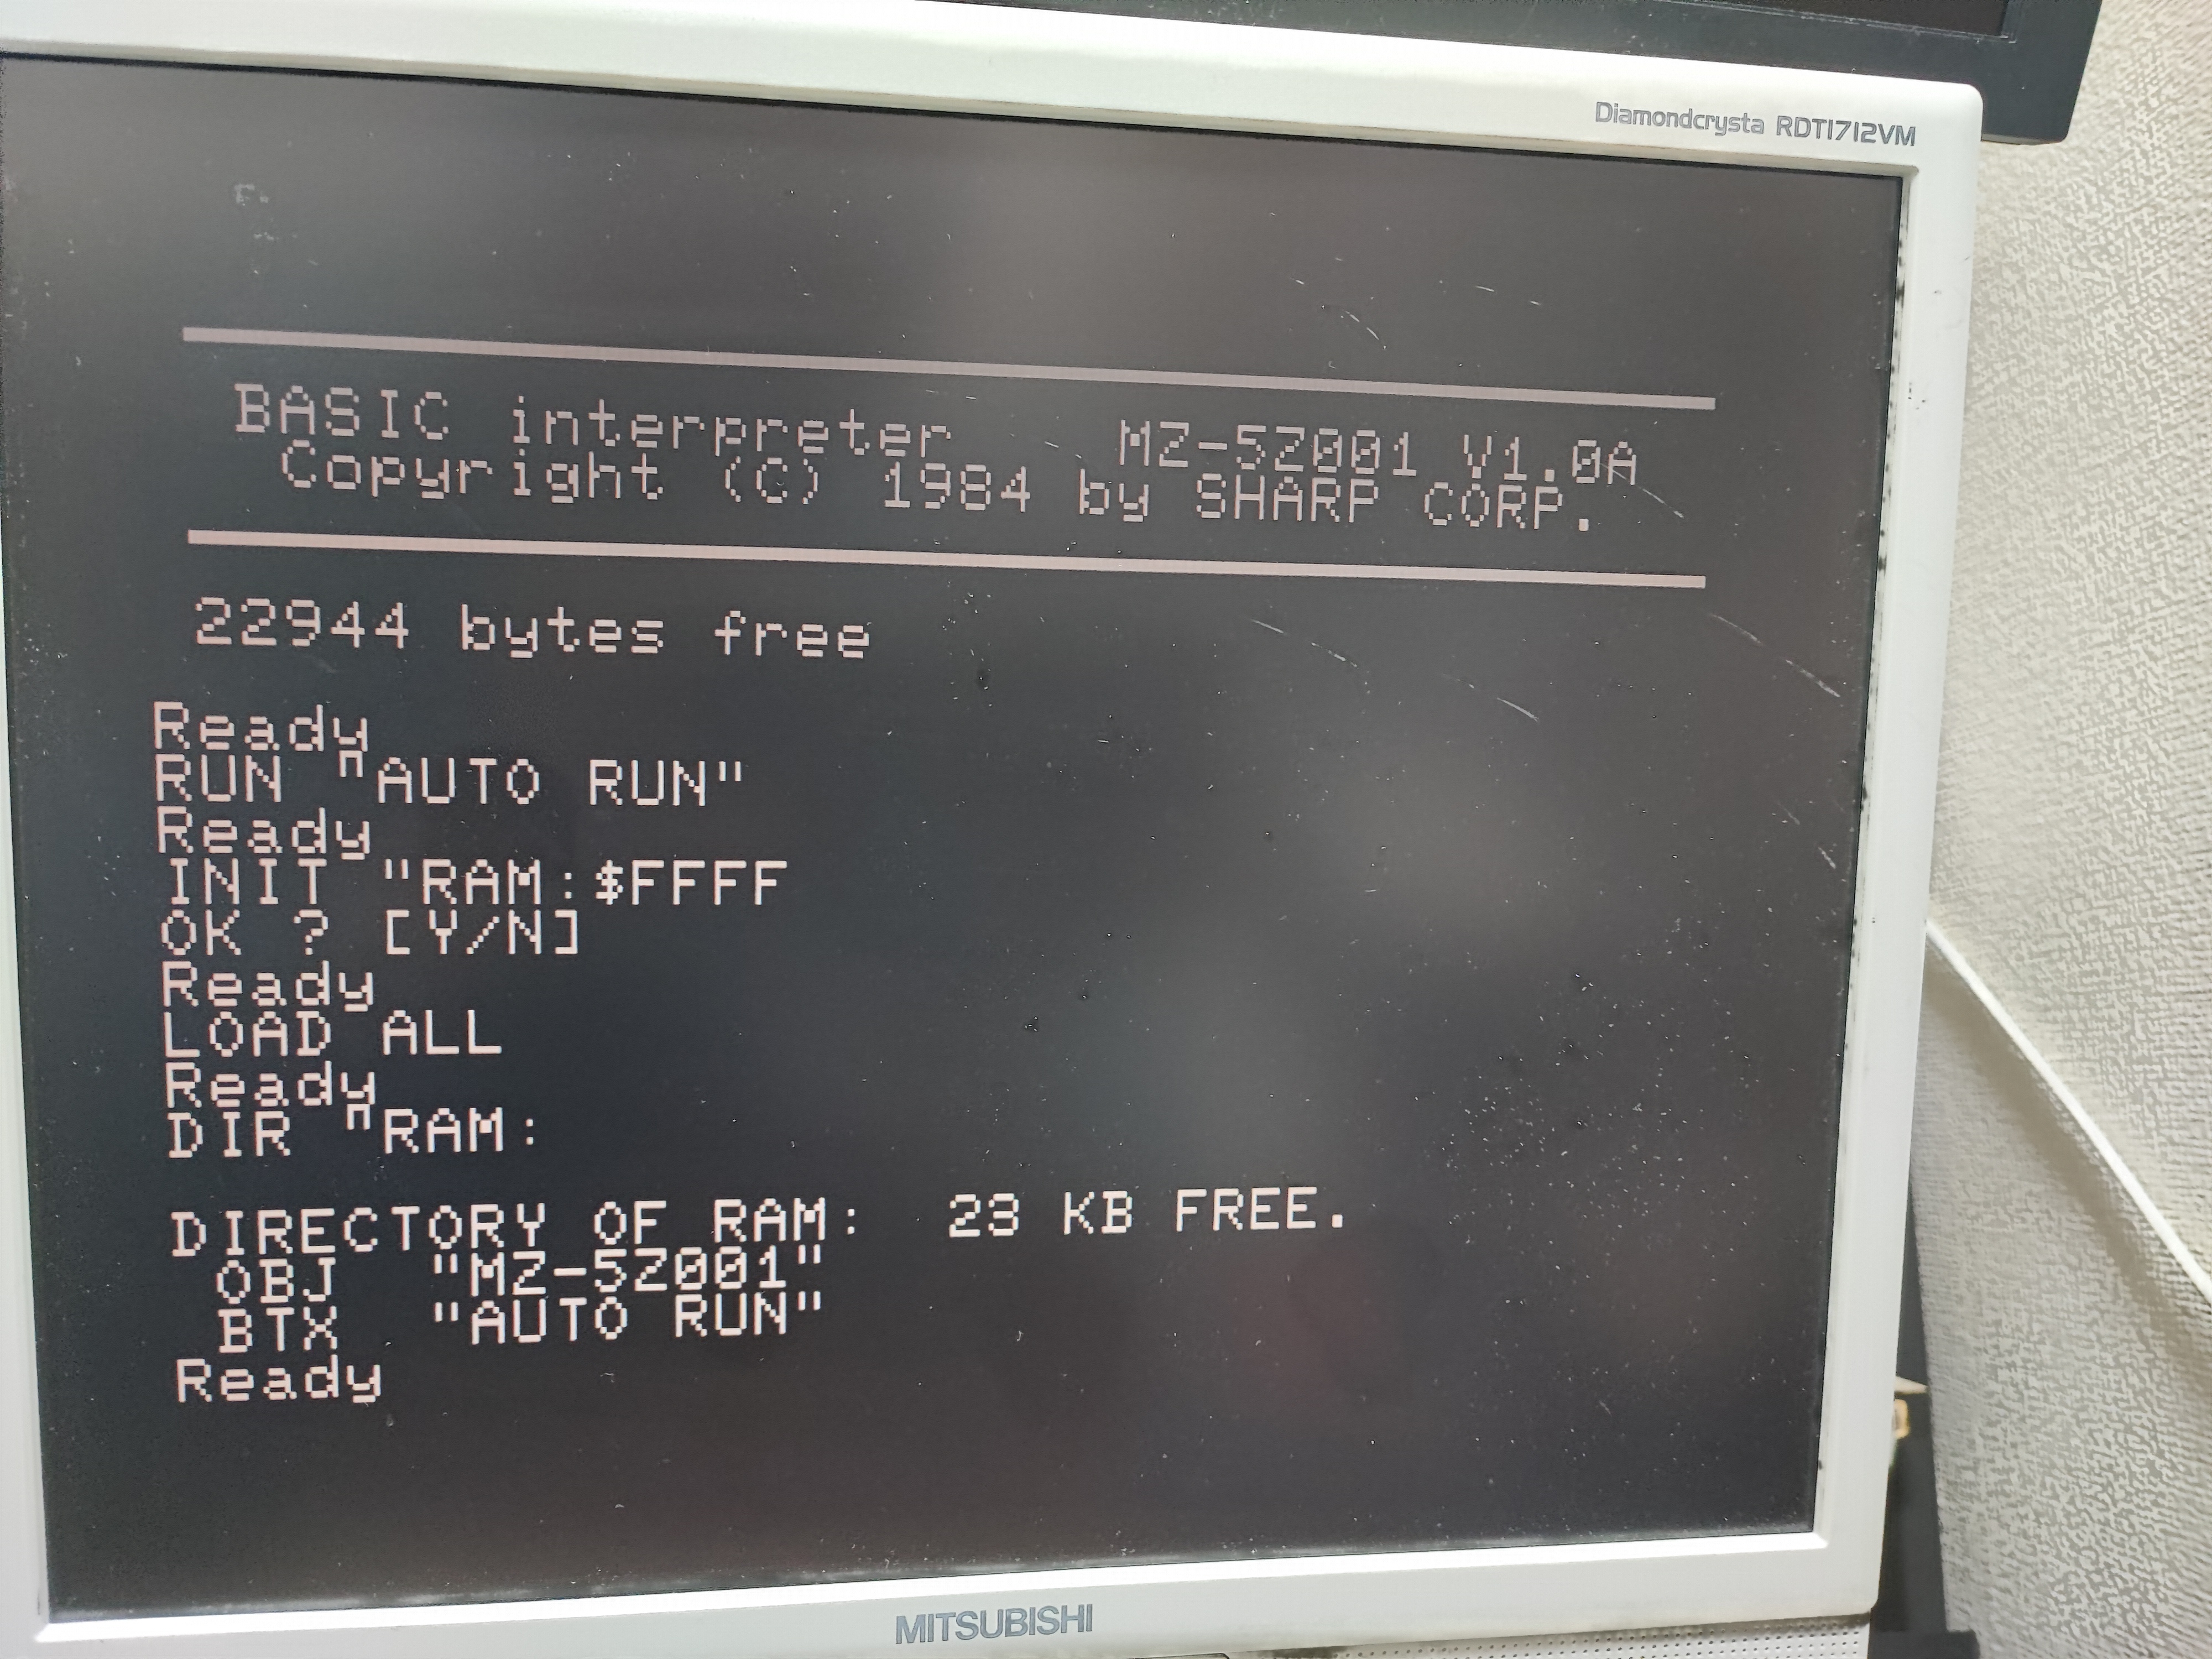 Diamondcrysta RDT1712VM
BASIC interpreter MZ-5Z001 V1.0A
Copyright (C) 1984 by SHARP CORP.
22944 bytes free
Ready
RUN "AUTO RUN"
Ready
INIT "RAM:$FFFF
OK ? [Y/N]
Ready
LOAD ALL
Ready
DIR "RAM:
DIRECTORY OF RAM: 23 KB FREE.
OBJ "MZ-5Z001"
BTX "AUTO RUN"
Ready
MITSUBISHI